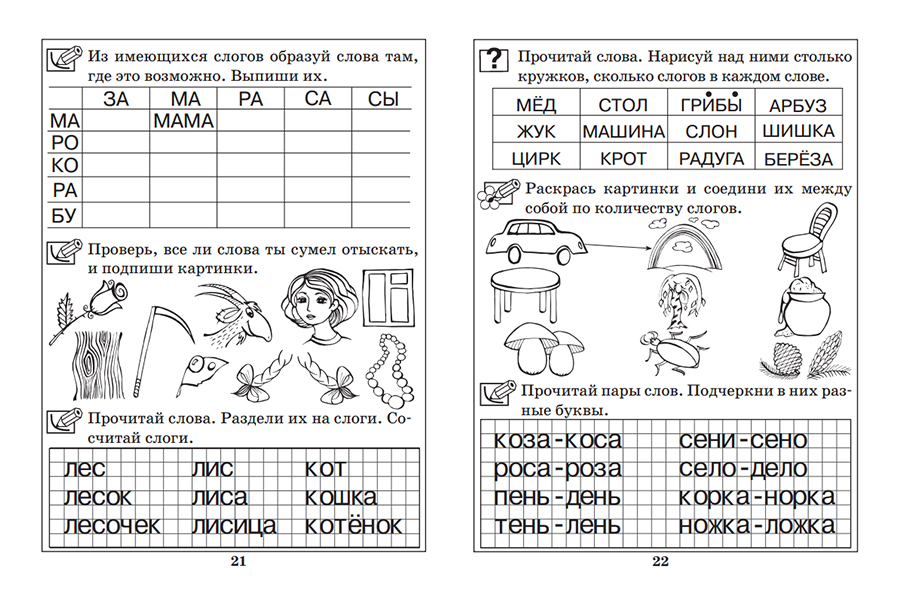 Из имеющихся слогов образуй слова там,
где это возможно. Выпиши их.
ЗА МА РА СА СЫ
МА МАМА
РО
КО
РА
БУ
Проверь, все ли слова ты сумел отыскать,
и подпиши картинки.
Прочитай слова. Раздели их на слоги. Со-
считай слоги.
лес лис кот
лесок лиса кошка
лесочек лисица котёнок
21
? Прочитай слова. Нарисуй над ними столько
кружков, сколько слогов в каждом слове.
МЁД СТОЛ ГРИБЫ АРБУЗ
ЖУК МАШИНА СЛОН ШИШКА
ЦИРК КРОТ РАДУГА БЕРЁЗА
Раскрась картинки и соедини их между
собой по количеству слогов.
Прочитай пары слов. Подчеркни в них раз-
ные буквы.
коза-коса сени-сено
роса-роза село-дело
пень-день корка-норка
тень-лень ножка-ложка
22